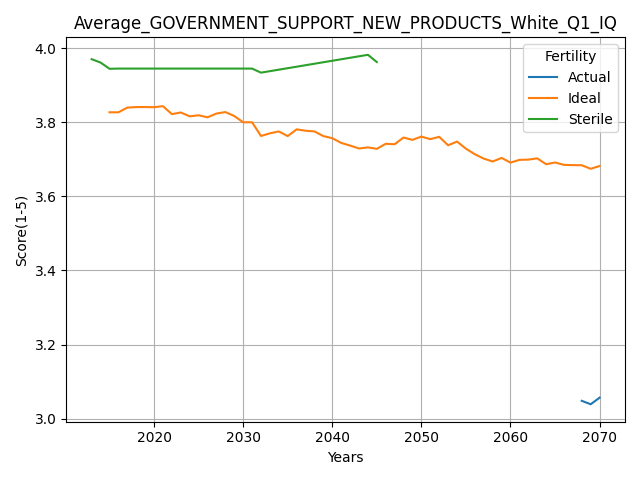 Average_GOVERNMENT_SUPPORT_NEW_PRODUCTS_White_Q1_IQ
Fertility
Actual
Ideal
Sterile
Score(1-5)
4.0
3.8
3.6
3.4
3.2
3.0
2020 2030 2040 2050 2060 2070
Years